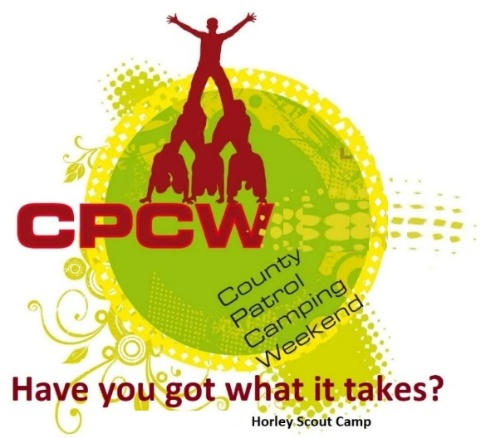 CPCW
County
Patrol
Camping
Weekend
Have you got what it takes?
Horley Scout Camp